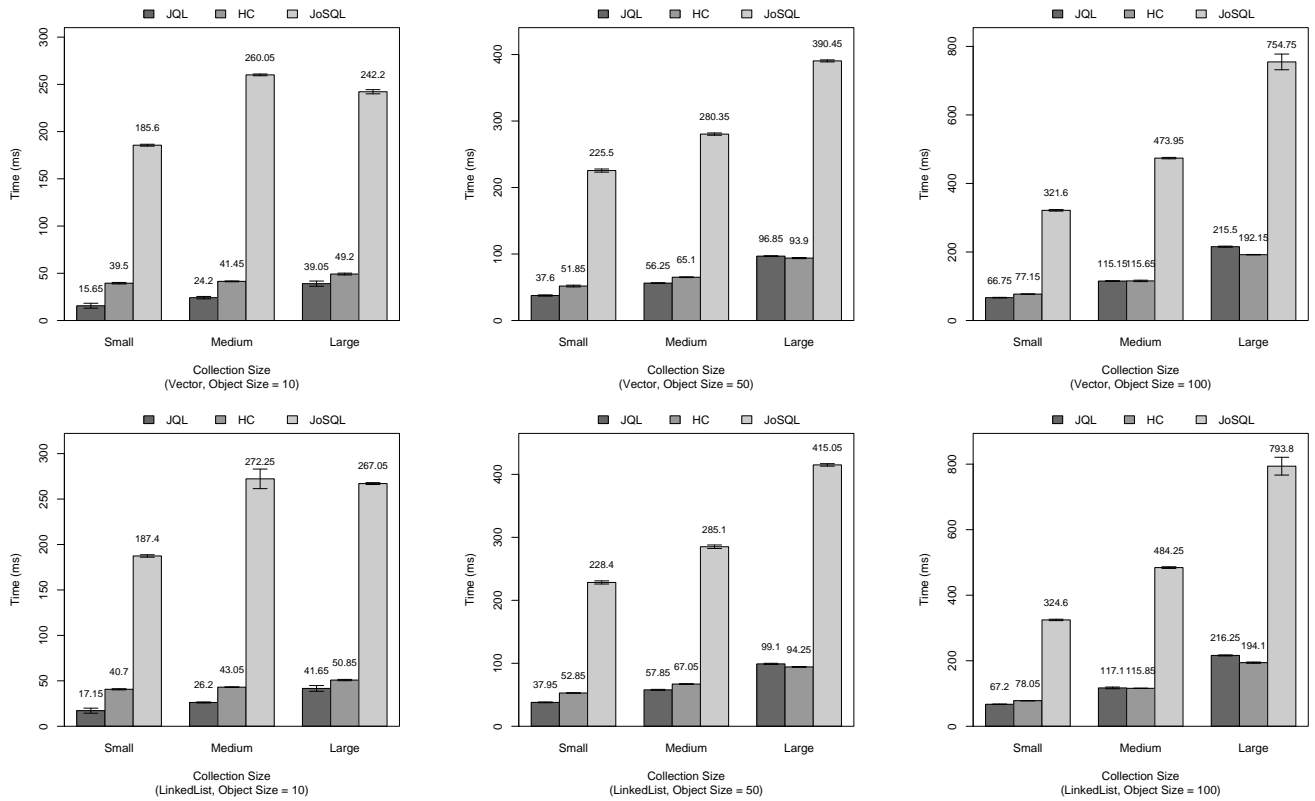 JQL HC JoSQL
Time (ms)
0 50 100 150 200 250 300
15.65 39.5 185.6
24.2 41.45 260.05
39.05 49.2 242.2
Small Medium Large
Collection Size
(Vector, Object Size = 10)
JQL HC JoSQL
Time (ms)
0 100 200 300 400
37.6 51.85 225.5
56.25 65.1 280.35
96.85 93.9 390.45
Small Medium Large
Collection Size
(Vector, Object Size = 50)
JQL HC JoSQL
Time (ms)
0 200 400 600 800
66.75 77.15 321.6
115.15 115.65 473.95
215.5 192.15 754.75
Small Medium Large
Collection Size
(Vector, Object Size = 100)
JQL HC JoSQL
Time (ms)
0 50 100 150 200 250 300
17.15 40.7 187.4
26.2 43.05 272.25
41.65 50.85 267.05
Small Medium Large
Collection Size
(LinkedList, Object Size = 10)
JQL HC JoSQL
Time (ms)
0 100 200 300 400
37.95 52.85 228.4
57.85 67.05 285.1
99.1 94.25 415.05
Small Medium Large
Collection Size
(LinkedList, Object Size = 50)
JQL HC JoSQL
Time (ms)
0 200 400 600 800
67.2 78.05 324.6
117.1 115.85 484.25
216.25 194.1 793.8
Small Medium Large
Collection Size
(LinkedList, Object Size = 100)